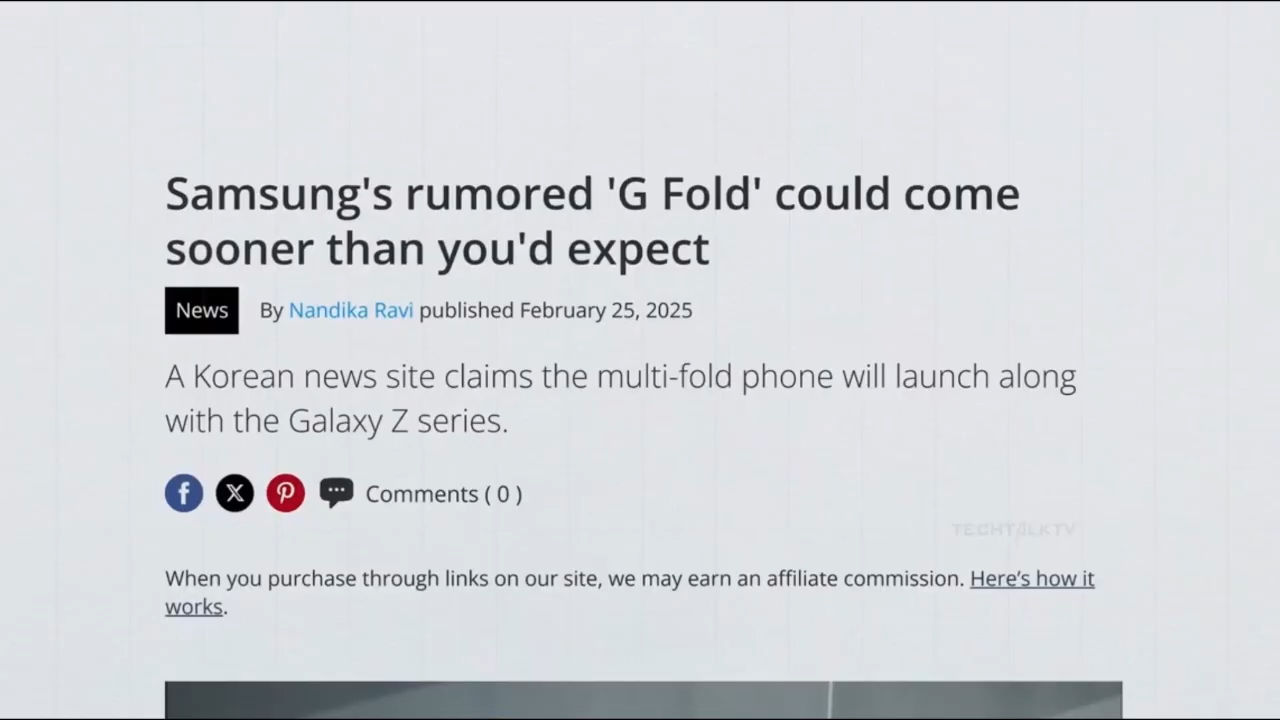 Samsung's rumored 'G Fold' could come
sooner than you'd expect
News By Nandika Ravi published February 25, 2025
A Korean news site claims the multi-fold phone will launch along
with the Galaxy Z series.
Comments ( 0 )
TECHTALKTV
When you purchase through links on our site, we may earn an affiliate commission. Here's how it
works.